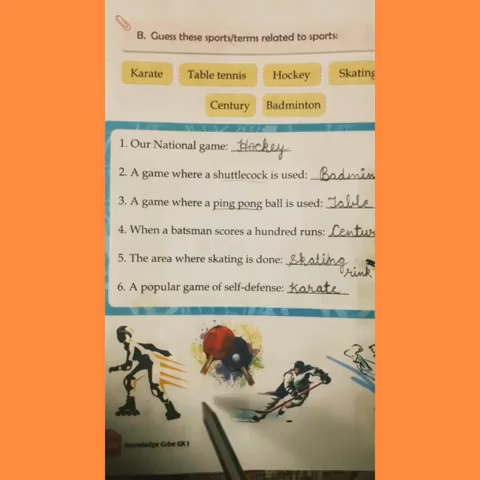 B. Guess these sports/terms related to sports:
Karate Table tennis Hockey Skating
Century Badminton
1. Our National game: Hockey
2. A game where a shuttlecock is used: Badmin
3. A game where a ping pong ball is used: Table
4. When a batsman scores a hundred runs: Centur
5. The area where skating is done: Skating
rink
6. A popular game of self-defense: Karate
Knowledge Cube GK 1